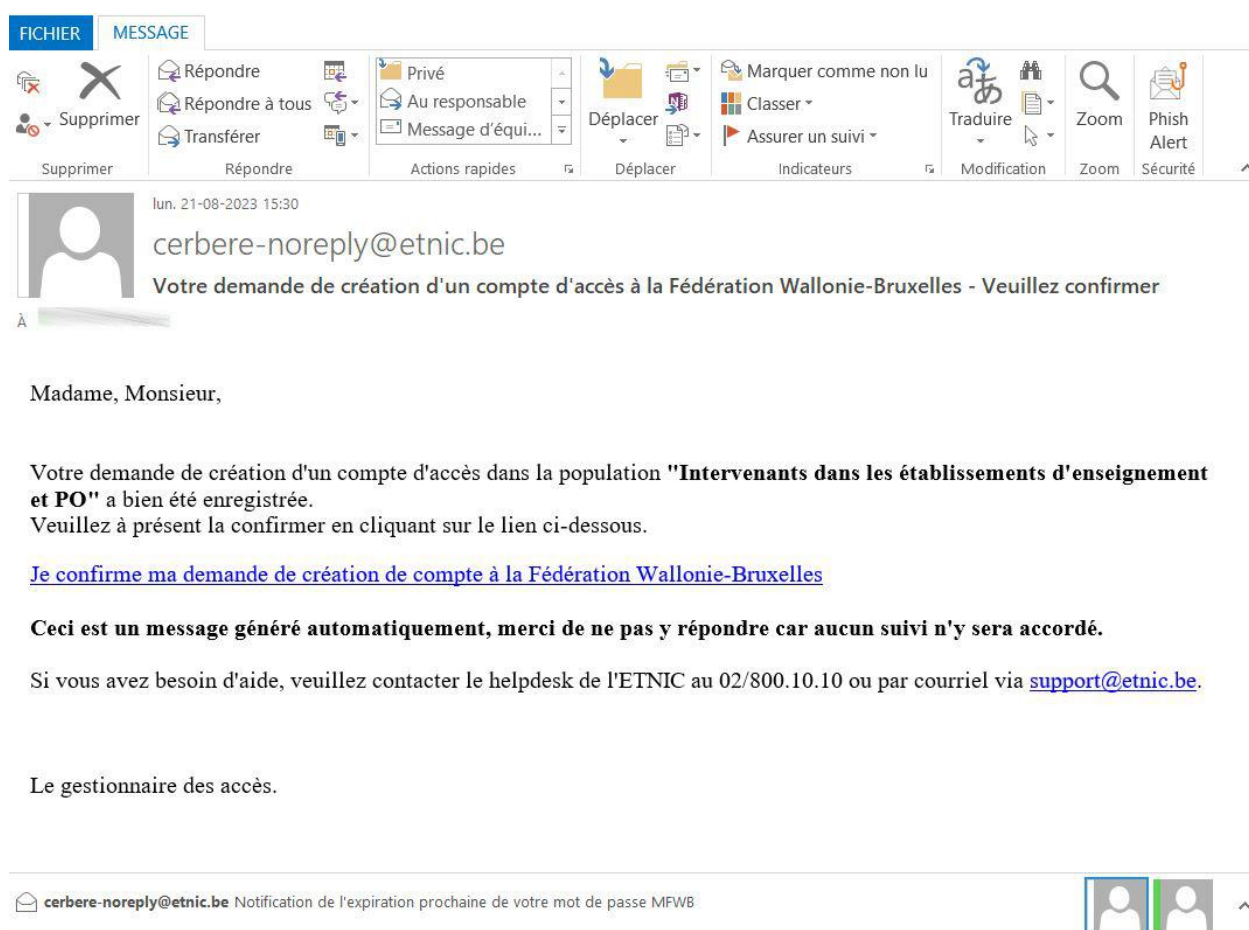 FICHIER MESSAGE
Supprimer
Répondre
Répondre à tous
Transférer
Privé
Au responsable
Message d'équi...
Déplacer
Marquer comme non lu
Classer
Assurer un suivi
Traduire
Zoom
Phish Alert
Supprimer Répondre Actions rapides Déplacer Indicateurs Modification Zoom Sécurité
lun. 21-08-2023 15:30
cerbere-noreply@etnic.be
Votre demande de création d'un compte d'accès à la Fédération Wallonie-Bruxelles - Veuillez confirmer
À
Madame, Monsieur,
Votre demande de création d'un compte d'accès dans la population "Intervenants dans les établissements d'enseignement
et PO" a bien été enregistrée.
Veuillez à présent la confirmer en cliquant sur le lien ci-dessous.
Je confirme ma demande de création de compte à la Fédération Wallonie-Bruxelles
Ceci est un message généré automatiquement, merci de ne pas y répondre car aucun suivi n'y sera accordé.
Si vous avez besoin d'aide, veuillez contacter le helpdesk de l'ETNIC au 02/800.10.10 ou par courriel via support@etnic.be.
Le gestionnaire des accès.
cerbere-noreply@etnic.be Notification de l'expiration prochaine de votre mot de passe MFWB